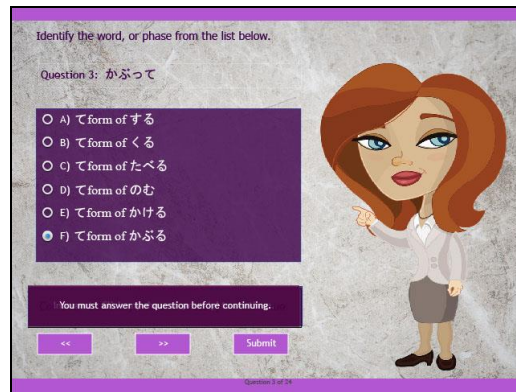 Identify the word, or phase from the list below.
Question 3: かぶって
A) てform of する
B) てform of くる
C) てform of たべる
D) てform of のむ
E) てform of かける
F) てform of かぶる
You must answer the question before continuing.
<<
>>
Submit
Question 3 of 24